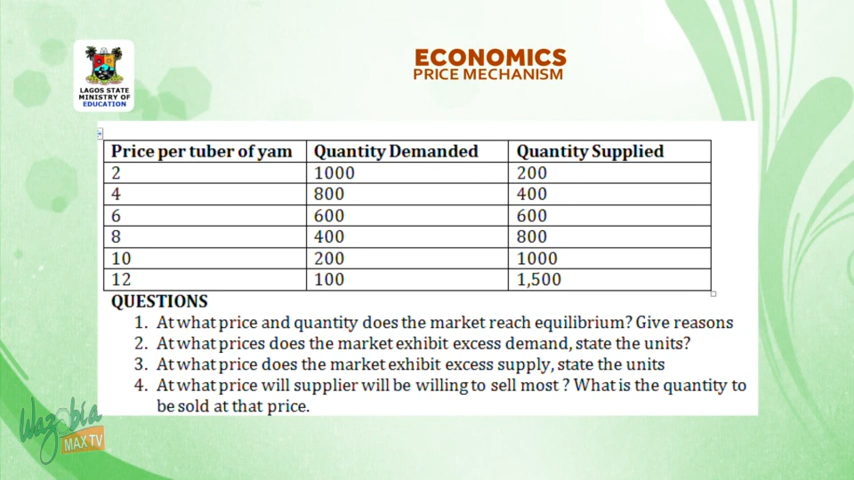 ECONOMICS
PRICE MECHANISM
LAGOS STATE
MINISTRY OF
EDUCATION
Price per tuber of yam Quantity Demanded Quantity Supplied
2 1000 200
4 800 400
6 600 600
8 400 800
10 200 1000
12 100 1,500
QUESTIONS
1. At what price and quantity does the market reach equilibrium? Give reasons
2. At what prices does the market exhibit excess demand, state the units?
3. At what price does the market exhibit excess supply, state the units
4. At what price will supplier will be willing to sell most ? What is the quantity to
be sold at that price.
Wazobia
MAX TV